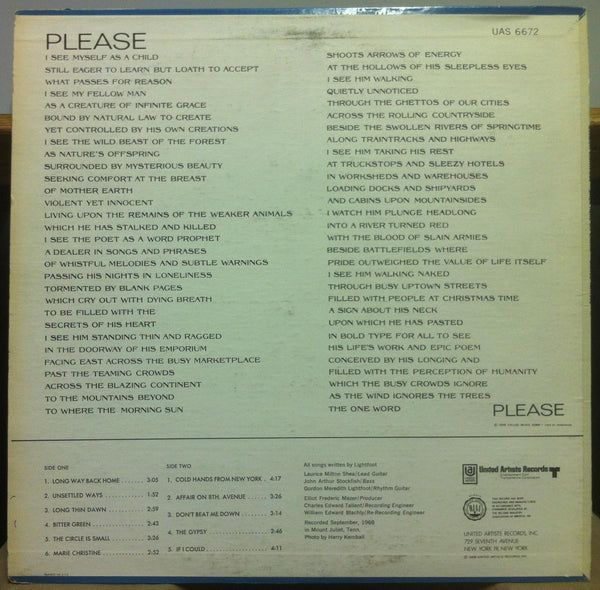 UAS 6672
PLEASE
I SEE MYSELF AS A CHILD
STILL EAGER TO LEARN BUT LOATH TO ACCEPT
WHAT PASSES FOR REASON
I SEE MY FELLOW MAN
AS A CREATURE OF INFINITE GRACE
BOUND BY NATURAL LAW TO CREATE
YET CONTROLLED BY HIS OWN CREATIONS
I SEE THE WILD BEAST OF THE FOREST
AS NATURE'S OFFSPRING
SURROUNDED BY MYSTERIOUS BEAUTY
SEEKING COMFORT AT THE BREAST
OF MOTHER EARTH
VIOLENT YET INNOCENT
LIVING UPON THE REMAINS OF THE WEAKER ANIMALS
WHICH HE HAS STALKED AND KILLED
I SEE THE POET AS A WORD PROPHET
A DEALER IN SONGS AND PHRASES
OF WHISTFUL MELODIES AND SUBTLE WARNINGS
PASSING HIS NIGHTS IN LONELINESS
TORMENTED BY BLANK PAGES
WHICH CRY OUT WITH DYING BREATH
TO BE FILLED WITH THE
SECRETS OF HIS HEART
I SEE HIM STANDING THIN AND RAGGED
IN THE DOORWAY OF HIS EMPORIUM
FACING EAST ACROSS THE BUSY MARKETPLACE
PAST THE TEAMING CROWDS
ACROSS THE BLAZING CONTINENT
TO THE MOUNTAINS BEYOND
TO WHERE THE MORNING SUN
SHOOTS ARROWS OF ENERGY
AT THE HOLLOWS OF HIS SLEEPLESS EYES
I SEE HIM WALKING
QUIETLY UNNOTICED
THROUGH THE GHETTOS OF OUR CITIES
ACROSS THE ROLLING COUNTRYSIDE
BESIDE THE SWOLLEN RIVERS OF SPRINGTIME
ALONG TRAINTRACKS AND HIGHWAYS
I SEE HIM TAKING HIS REST
AT TRUCKSTOPS AND SLEEZY HOTELS
IN WORKSHEDS AND WAREHOUSES
LOADING DOCKS AND SHIPYARDS
AND CABINS UPON MOUNTAINSIDES
I WATCH HIM PLUNGE HEADLONG
INTO A RIVER TURNED RED
WITH THE BLOOD OF SLAIN ARMIES
BESIDE BATTLEFIELDS WHERE
PRIDE OUTWEIGHED THE VALUE OF LIFE ITSELF
I SEE HIM WALKING NAKED
THROUGH BUSY UPTOWN STREETS
FILLED WITH PEOPLE AT CHRISTMAS TIME
A SIGN ABOUT HIS NECK
UPON WHICH HE HAS PASTED
IN BOLD TYPE FOR ALL TO SEE
HIS LIFE'S WORK AND EPIC POEM
CONCEIVED BY HIS LONGING AND
FILLED WITH THE PERCEPTION OF HUMANITY
WHICH THE BUSY CROWDS IGNORE
AS THE WIND IGNORES THE TREES
THE ONE WORD
PLEASE
SIDE ONE
1. LONG WAY BACK HOME 3:05
2. UNSETTLED WAYS 1:52
3. LONG THIN DAWN 2:59
4. BITTER GREEN 2:43
5. THE CIRCLE IS SMALL 3:26
6. MARIE CHRISTINE 2:52
SIDE TWO
1. COLD HANDS FROM NEW YORK 4:17
2. AFFAIR ON 8TH. AVENUE 3:26
3. DON'T BEAT ME DOWN 3:14
4. THE GYPSY 2:46
5. IF I COULD 4:11
All songs written by Lightfoot
Laurice Milton Shea/Lead Guitar
John Arthur Stockfish/Bass
Gordon Meredith Lightfoot/Rhythm Guitar
Elliot Frederic Mazer/Producer
Charles Edward Tallent/Recording Engineer
William Edward Blachly/Re-Recording Engineer
Recorded September, 1968
in Mount Juliet, Tenn.
Photo by Harry Kemball
United Artists Records
UNITED ARTISTS RECORDS, INC.
729 SEVENTH AVENUE
NEW YORK 19, NEW YORK